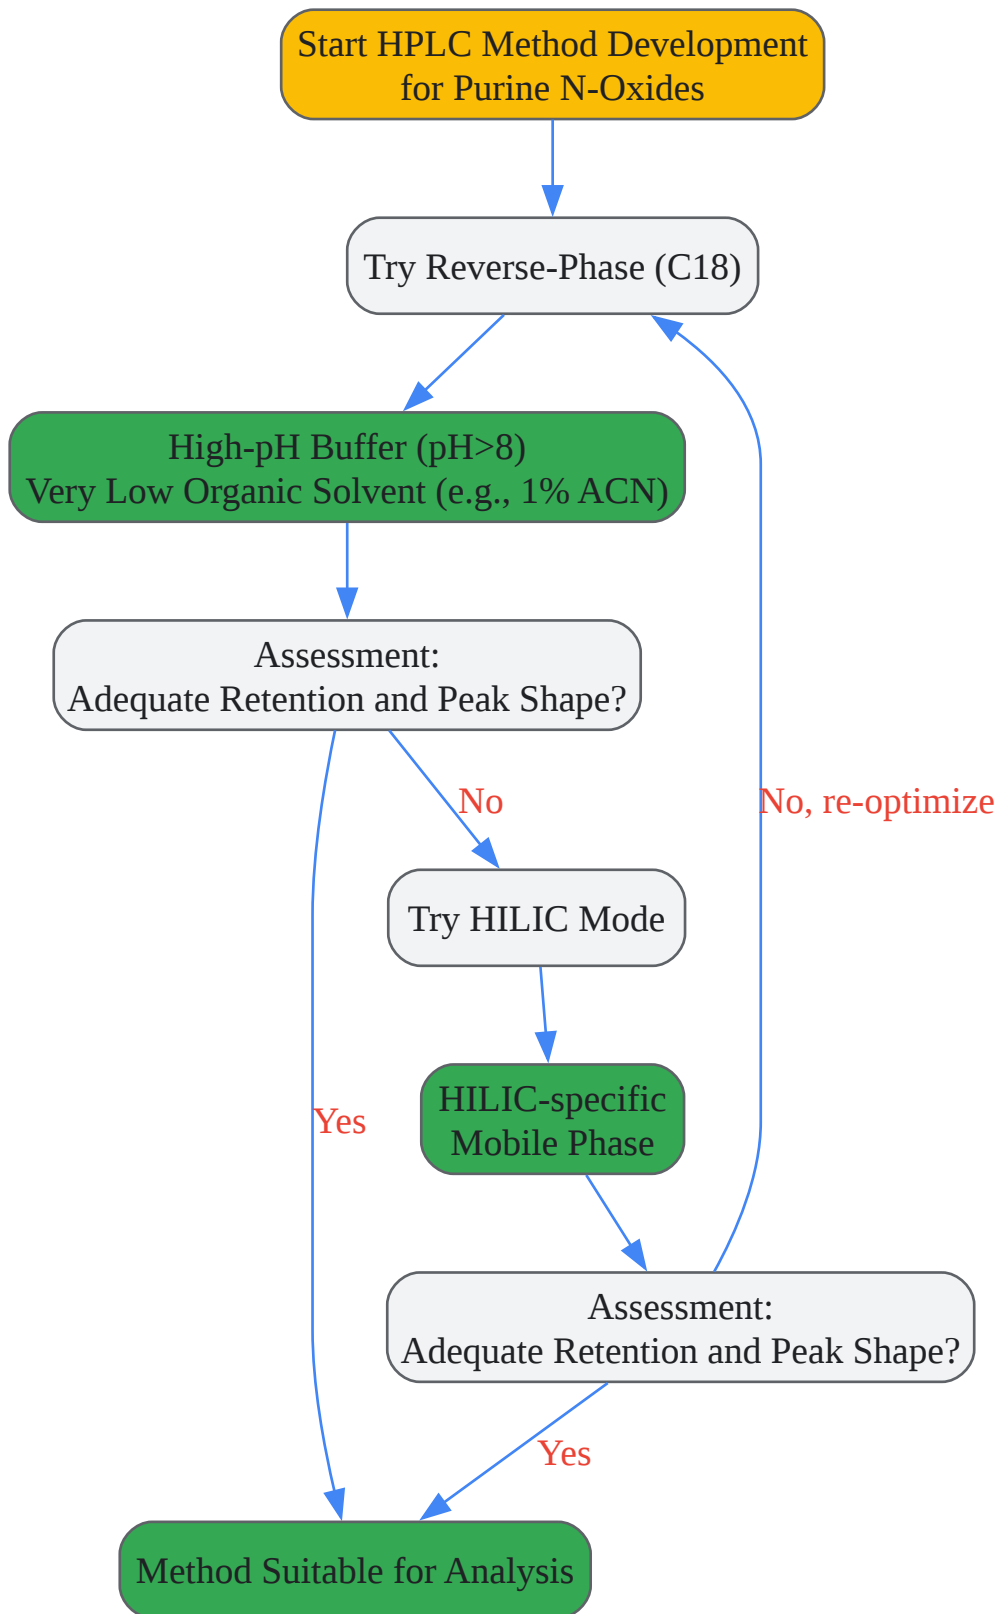 Start HPLC Method Development
for Purine N-Oxides
Try Reverse-Phase (C18)
High-pH Buffer (pH>8)
Very Low Organic Solvent (e.g., 1% ACN)
Assessment:
Adequate Retention and Peak Shape?
No
No, re-optimize
Try HILIC Mode
HILIC-specific
Mobile Phase
Yes
Assessment:
Adequate Retention and Peak Shape?
Yes
Method Suitable for Analysis